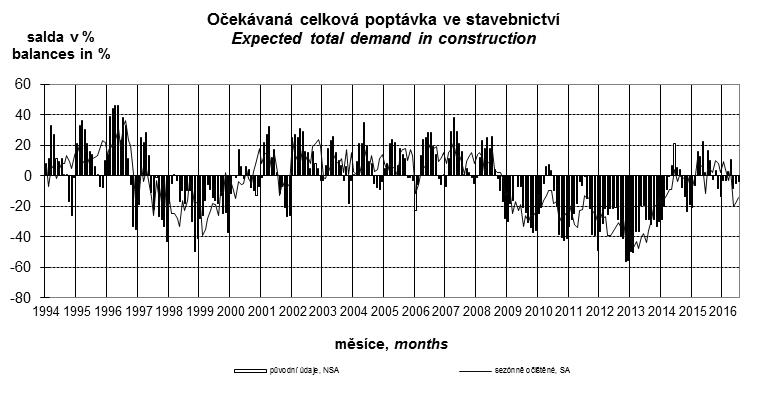 Očekávaná celková poptávka ve stavebnictví
Expected total demand in construction
salda v %
balances in %
60
40
20
0
-20
-40
-60
-80
1994 1995 1996 1997 1998 1999 2000 2001 2002 2003 2004 2005 2006 2007 2008 2009 2010 2011 2012 2013 2014 2015 2016
měsíce, months
původní údaje, NSA
sezónně očištěné, SA